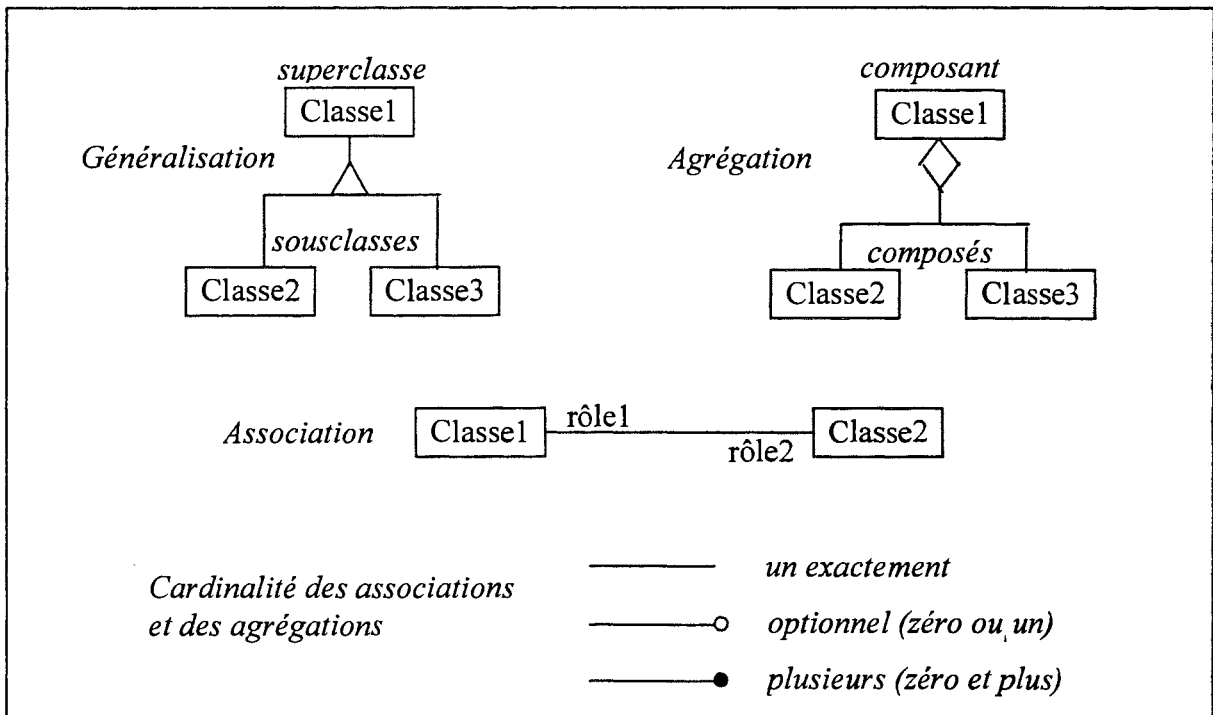 superclasse
Classe1
Généralisation
sousclasses
Classe2
Classe3
composant
Classe1
Agrégation
composés
Classe2
Classe3
Association
Classe1
rôle1
rôle2
Classe2
Cardinalité des associations
et des agrégations
un exactement
optionnel (zéro ou un)
plusieurs (zéro et plus)